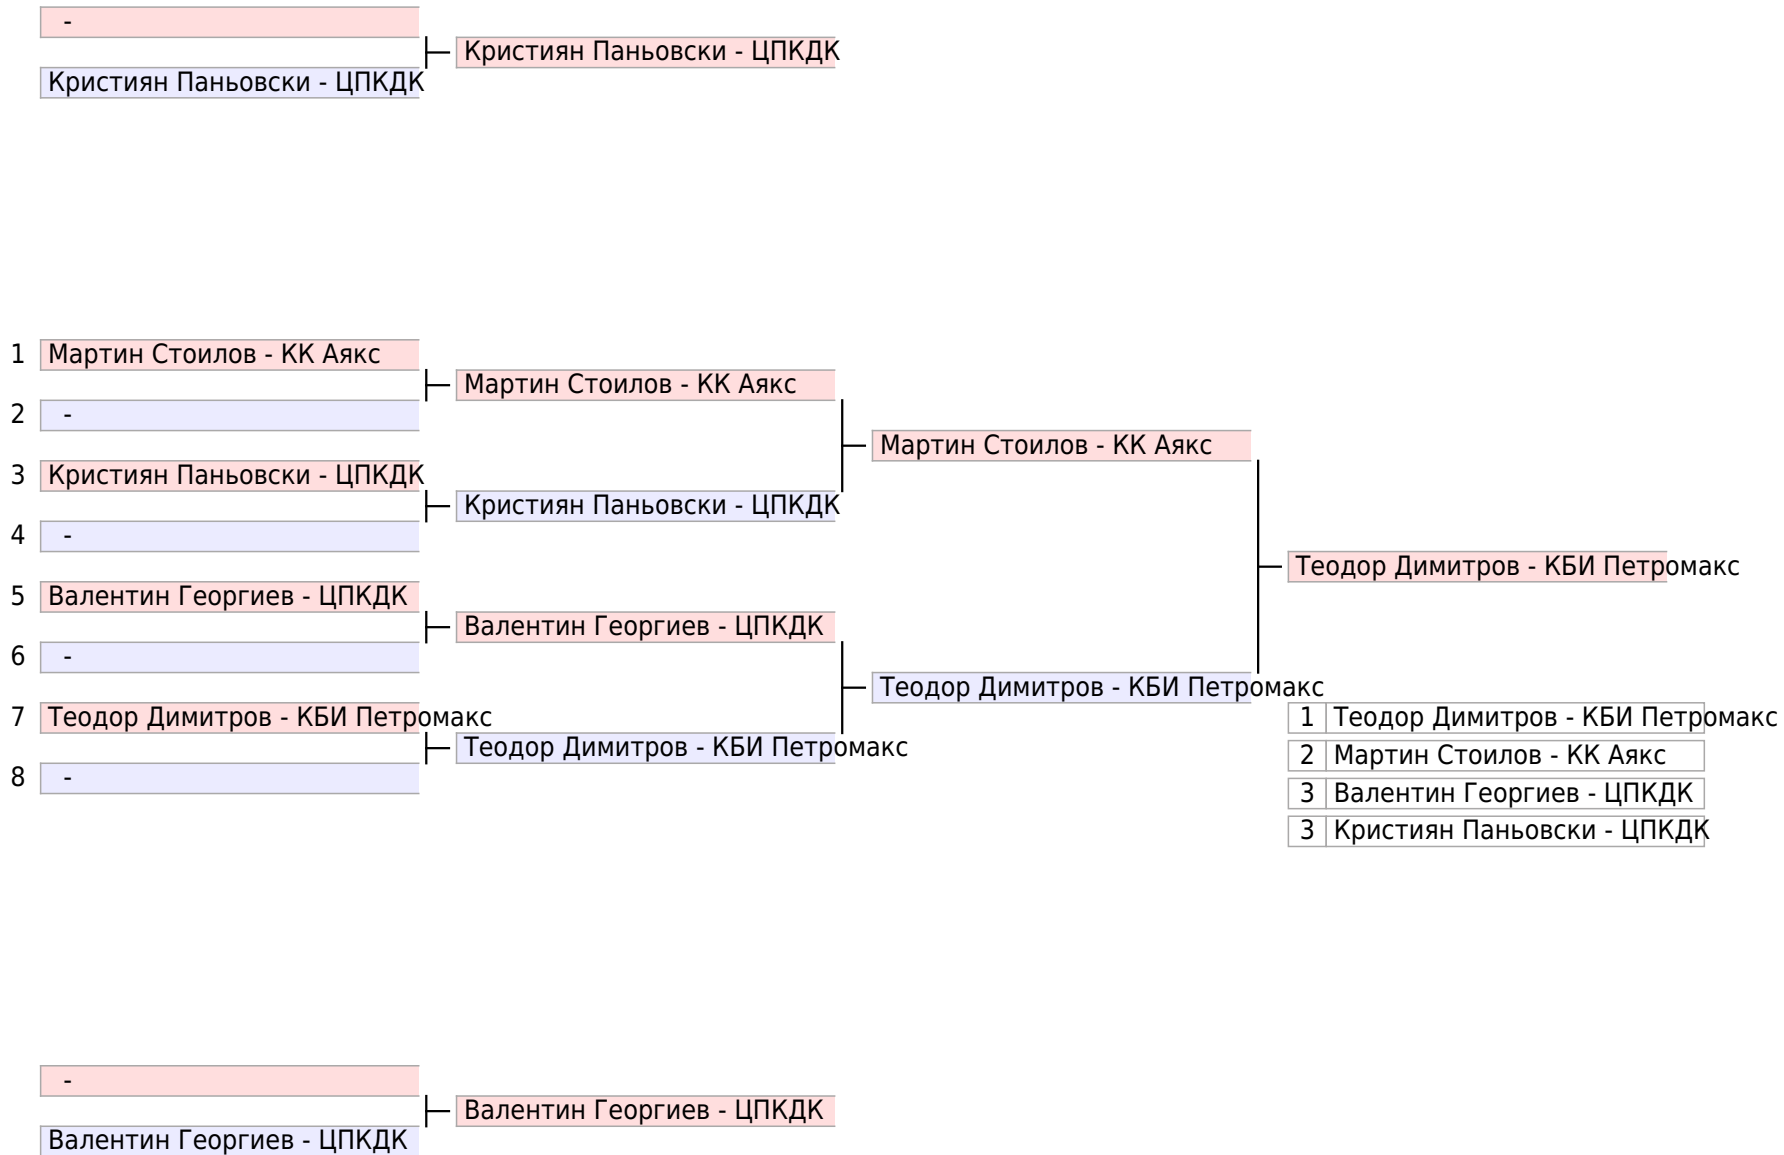 -
Кристиян Паньовски - ЦПКДК
Кристиян Паньовски - ЦПКДК
1 Мартин Стоилов - КК Аякс
Мартин Стоилов - КК Аякс
2 -
Мартин Стоилов - КК Аякс
3 Кристиян Паньовски - ЦПКДК
Кристиян Паньовски - ЦПКДК
4 -
Теодор Димитров - КБИ Петромакс
5 Валентин Георгиев - ЦПКДК
Валентин Георгиев - ЦПКДК
6 -
Теодор Димитров - КБИ Петромакс
7 Теодор Димитров - КБИ Петромакс
1 Теодор Димитров - КБИ Петромакс
Теодор Димитров - КБИ Петромакс
2 Мартин Стоилов - КК Аякс
8 -
3 Валентин Георгиев - ЦПКДК
3 Кристиян Паньовски - ЦПКДК
-
Валентин Георгиев - ЦПКДК
Валентин Георгиев - ЦПКДК